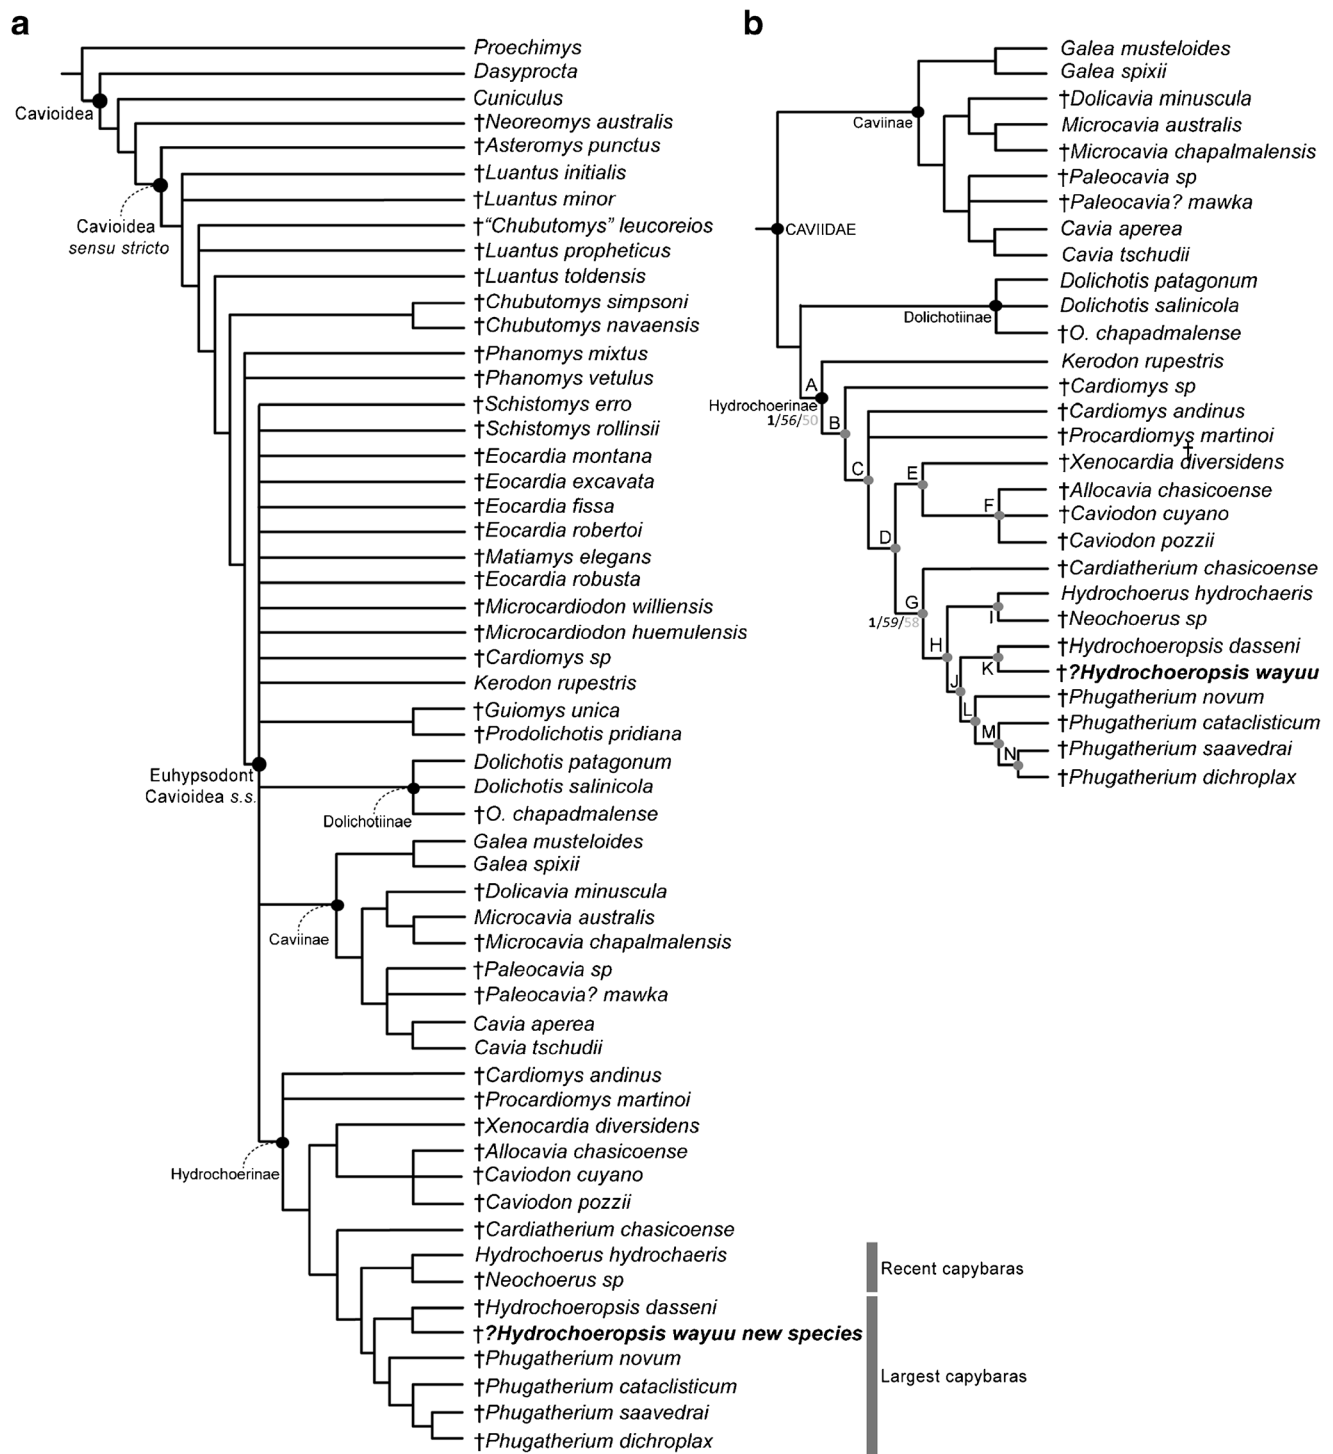 a
Proechimys
Dasyprocta
Cavioidea
Cuniculus
†Neoreomys australis
†Asteromys punctus
†Luantus initialis
†Luantus minor
Cavioidea
sensu stricto
†“Chubutomys” leucoreios
†Luantus propheticus
†Luantus toldensis
†Chubutomys simpsoni
†Chubutomys navaensis
†Phanomys mixtus
†Phanomys vetulus
†Schistomys erro
†Schistomys rollinsii
†Eocardia montana
†Eocardia excavata
†Eocardia fissa
†Eocardia robertoi
†Matiamys elegans
†Eocardia robusta
†Microcardiodon williensis
†Microcardiodon huemulensis
†Cardiomys sp
Kerodon rupestris
†Guiomys unica
†Prodolichotis pridiana
Euhypsodont
Cavioidea s.s.
Dolichotis patagonum
Dolichotis salinicola
†O. chapadmalense
Dolichotiinae
Galea musteloides
Galea spixii
†Dolicavia minuscula
Microcavia australis
†Microcavia chapalmalensis
Caviinae
†Paleocavia sp
†Paleocavia? mawka
Cavia aperea
Cavia tschudii
†Cardiomys andinus
†Procardiomys martinoi
†Xenocardia diversidens
†Allocavia chasicoense
Hydrochoerinae
†Caviodon cuyano
†Caviodon pozzii
†Cardiatherium chasicoense
Hydrochoerus hydrochaeris
†Neochoerus sp
Recent capybaras
†Hydrochoeropsis dasseni
†?Hydrochoeropsis wayuu new species
†Phugatherium novum
†Phugatherium cataclisticum
†Phugatherium saavedrai
†Phugatherium dichroplax
Largest capybaras
b
Galea musteloides
Galea spixii
†Dolicavia minuscula
Caviinae
Microcavia australis
†Microcavia chapalmalensis
†Paleocavia sp
†Paleocavia? mawka
CAVIIDAE
Cavia aperea
Cavia tschudii
Dolichotis patagonum
Dolichotis salinicola
Dolichotiinae
†O. chapadmalense
Kerodon rupestris
A
†Cardiomys sp
Hydrochoerinae
1/56/50
B
†Cardiomys andinus
†Procardiomys martinoi
†
C
E
†Xenocardia diversidens
†Allocavia chasicoense
F
†Caviodon cuyano
D
†Caviodon pozzii
†Cardiatherium chasicoense
G
1/59/58
Hydrochoerus hydrochaeris
I
†Neochoerus sp
H
†Hydrochoeropsis dasseni
K
†?Hydrochoeropsis wayuu
J
†Phugatherium novum
L
†Phugatherium cataclisticum
M
†Phugatherium saavedrai
N
†Phugatherium dichroplax